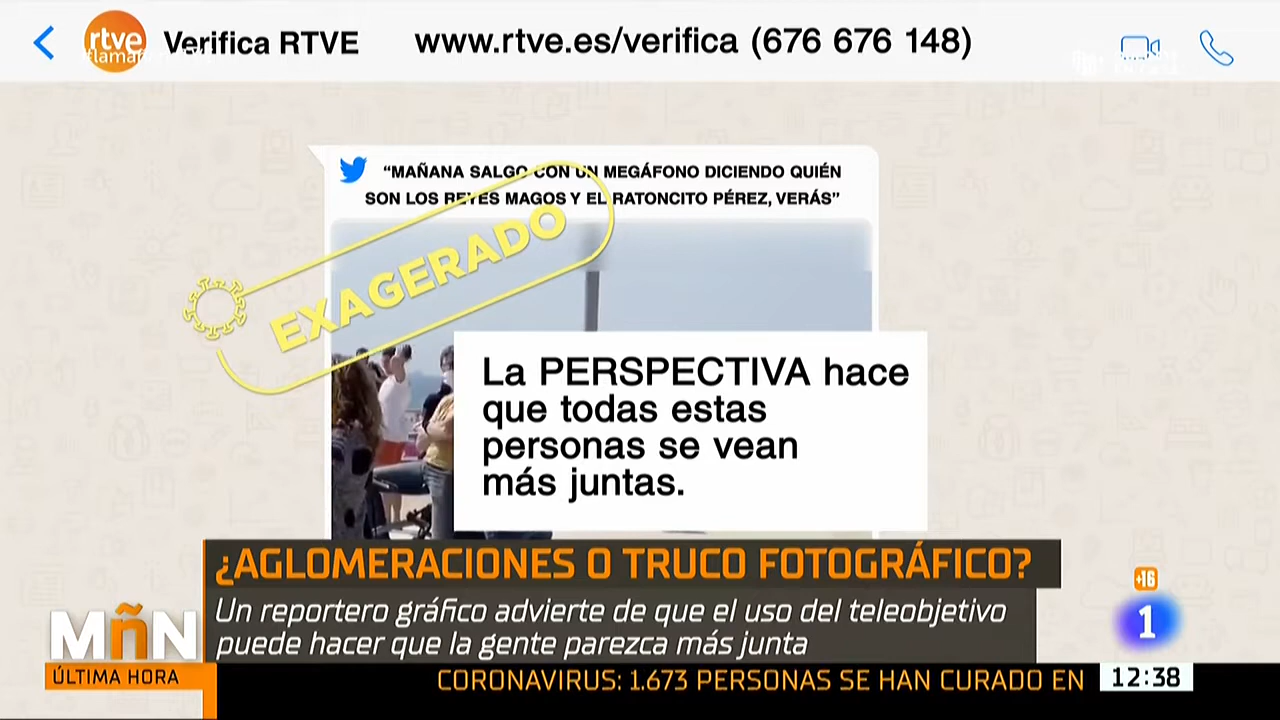 rtve
Verifica RTVE
www.rtve.es/verifica (676 676 148)
“MAÑANA SALGO CON UN MEGÁFONO DICIENDO QUIÉN
SON LOS REYES MAGOS Y EL RATONCITO PÉREZ, VERÁS”
EXAGERADO
La PERSPECTIVA hace
que todas estas
personas se vean
más juntas.
¿AGLOMERACIONES O TRUCO FOTOGRÁFICO?
Un reportero gráfico advierte de que el uso del teleobjetivo
puede hacer que la gente parezca más junta
+16
1
MñN
ÚLTIMA HORA
CORONAVIRUS: 1.673 PERSONAS SE HAN CURADO EN
12:38